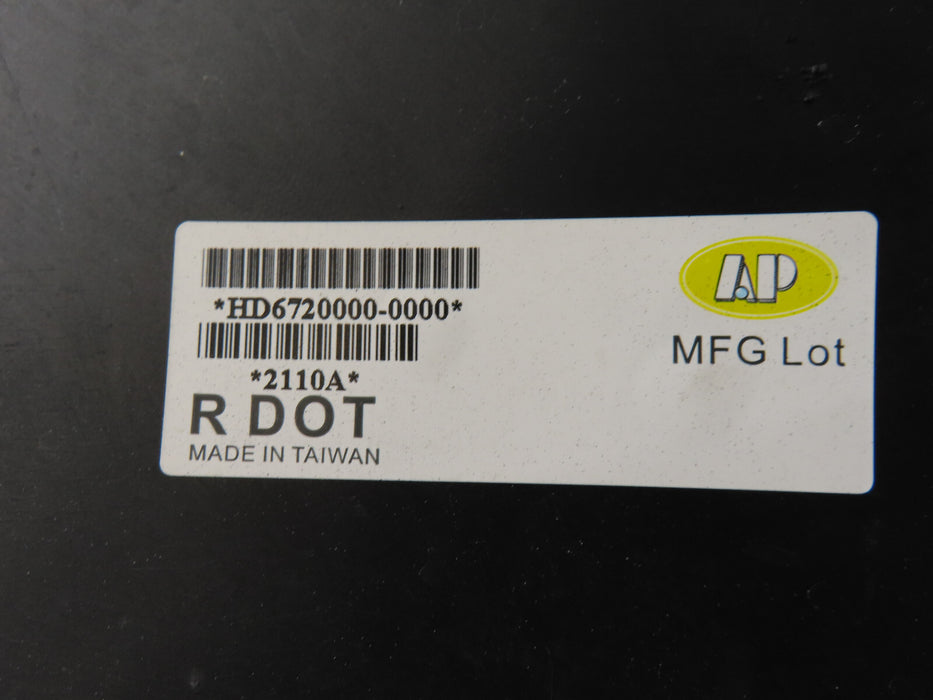 *HD6720000-0000*
*2110A*
R DOT
MADE IN TAIWAN
AP
MFG Lot